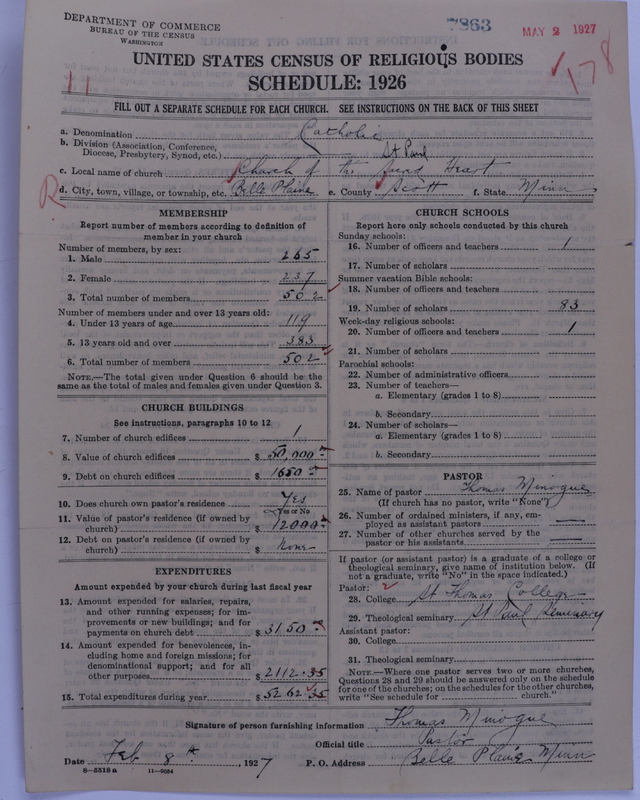 DEPARTMENT OF COMMERCE
BUREAU OF THE CENSUS
WASHINGTON
7863
MAY 2 1927
178
11
UNITED STATES CENSUS OF RELIGIOUS BODIES
SCHEDULE: 1926
FILL OUT A SEPARATE SCHEDULE FOR EACH CHURCH. SEE INSTRUCTIONS ON THE BACK OF THIS SHEET
a. Denomination Catholic
b. Division (Association, Conference, Diocese, Presbytery, Synod, etc.) St Paul
c. Local name of church Church of the Heart
R
d. City, town, village, or township, etc. Belle Plaine e. County Scott f. State Minn
MEMBERSHIP
Report number of members according to definition of
member in your church
Number of members, by sex:
1. Male 265
2. Female 237
3. Total number of members 502
Number of members under and over 13 years old:
4. Under 13 years of age 119
5. 13 years old and over 383
6. Total number of members 502
NOTE.—The total given under Question 6 should be the
same as the total of males and females given under Question 3.
CHURCH BUILDINGS
See instructions, paragraphs 10 to 12
7. Number of church edifices 1
8. Value of church edifices $ 50,000
9. Debt on church edifices $ 1650
10. Does church own pastor's residence Yes
Yes or No
11. Value of pastor's residence (if owned by
church) $ 12000
12. Debt on pastor's residence (if owned by
church) $ None
EXPENDITURES
Amount expended by your church during last fiscal year
13. Amount expended for salaries, repairs,
and other running expenses; for im-
provements or new buildings; and for
payments on church debt $ 3150
14. Amount expended for benevolences, in-
cluding home and foreign missions; for
denominational support; and for all
other purposes $ 2112.35
15. Total expenditures during year $ 5262.35
CHURCH SCHOOLS
Report here only schools conducted by this church
Sunday schools:
16. Number of officers and teachers 1
17. Number of scholars
Summer vacation Bible schools:
18. Number of officers and teachers
19. Number of scholars 83
Week-day religious schools:
20. Number of officers and teachers 1
21. Number of scholars
Parochial schools:
22. Number of administrative officers
23. Number of teachers—
a. Elementary (grades 1 to 8)
b. Secondary
24. Number of scholars—
a. Elementary (grades 1 to 8)
b. Secondary
PASTOR
25. Name of pastor Thomas Minogue
(If church has no pastor, write "None")
26. Number of ordained ministers, if any, em-
ployed as assistant pastors —
27. Number of other churches served by the
pastor or his assistants —
If pastor (or assistant pastor) is a graduate of a college or
theological seminary, give name of institution below. (If
not a graduate, write "No" in the space indicated.)
Pastor:
28. College St Thomas College
29. Theological seminary St Paul Seminary
Assistant pastor:
30. College
31. Theological seminary
NOTE.—Where one pastor serves two or more churches,
Questions 28 and 29 should be answered only on the schedule
for one of the churches; on the schedules for the other churches,
write "See schedule for church."
Signature of person furnishing information Thomas Minogue
Official title Pastor
Date Feb 8th, 1927 P. O. Address Belle Plaine Minn
8—5518 a 11—9034